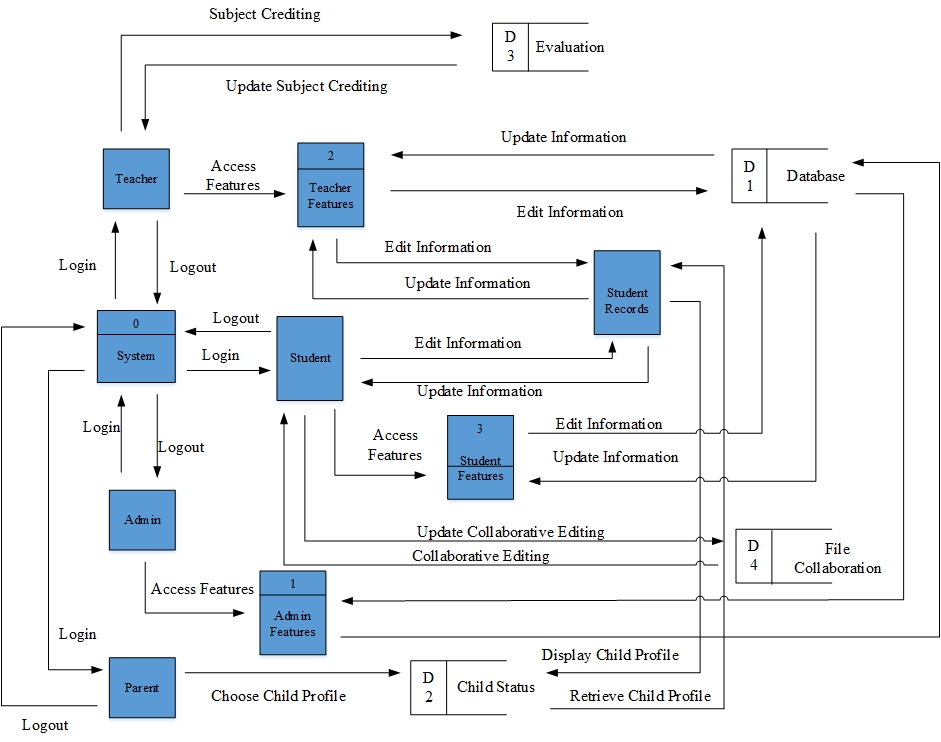 Subject Crediting
D
3
Evaluation
Update Subject Crediting
Update Information
Teacher
Access
Features
2
Teacher
Features
D
1
Database
Edit Information
Login
Logout
Edit Information
Update Information
Student
Records
0
System
Logout
Login
Student
Edit Information
Update Information
Login
Logout
Access
Features
3
Student
Features
Edit Information
Update Information
Admin
Update Collaborative Editing
Collaborative Editing
D
4
File
Collaboration
Access Features
1
Admin
Features
Login
Display Child Profile
Parent
Choose Child Profile
D
2
Child Status
Retrieve Child Profile
Logout